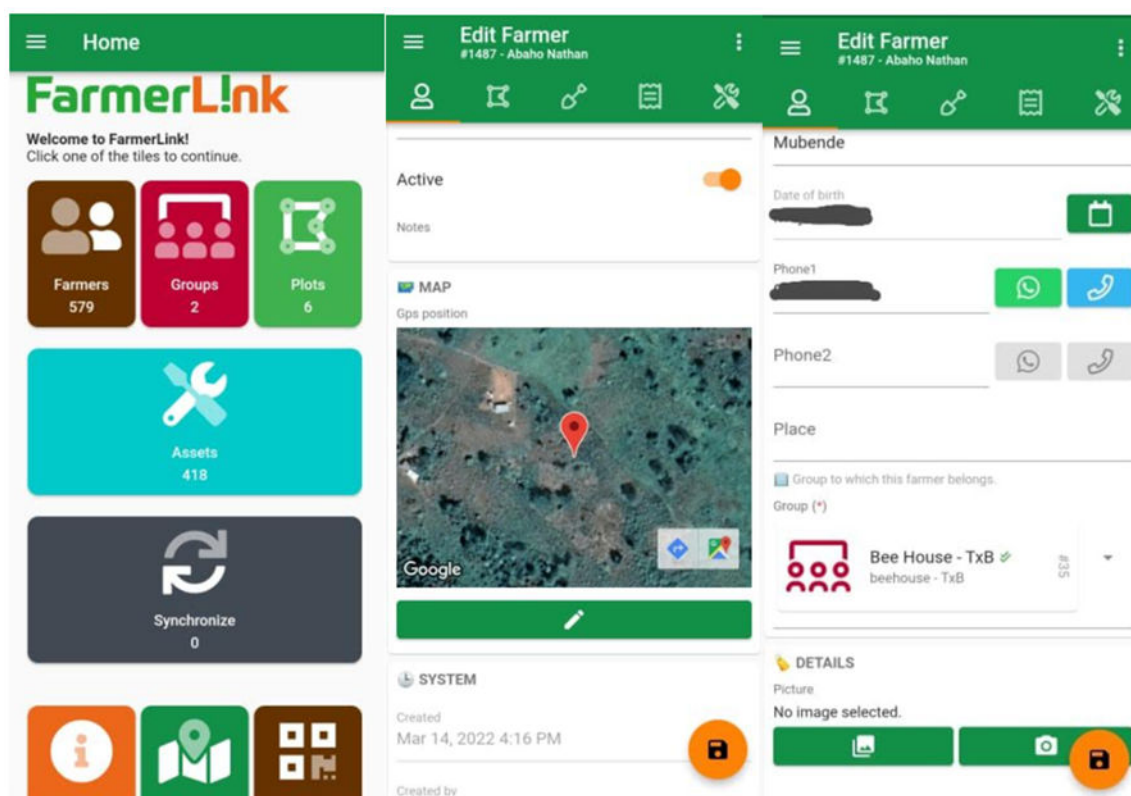 Home
FarmerL!nk
Welcome to FarmerLink!
Click one of the tiles to continue.
Farmers
579
Groups
2
Plots
6
Assets
418
Synchronize
0
Edit Farmer
#1487 - Abaho Nathan
Active
Notes
MAP
Gps position
Google
SYSTEM
Created
Mar 14, 2022 4:16 PM
Created by
Edit Farmer
#1487 - Abaho Nathan
Mubende
Date of birth
Phone1
Phone2
Place
Group to which this farmer belongs.
Group (*)
Bee House - TxB
beehouse - TxB
#35
DETAILS
Picture
No image selected.